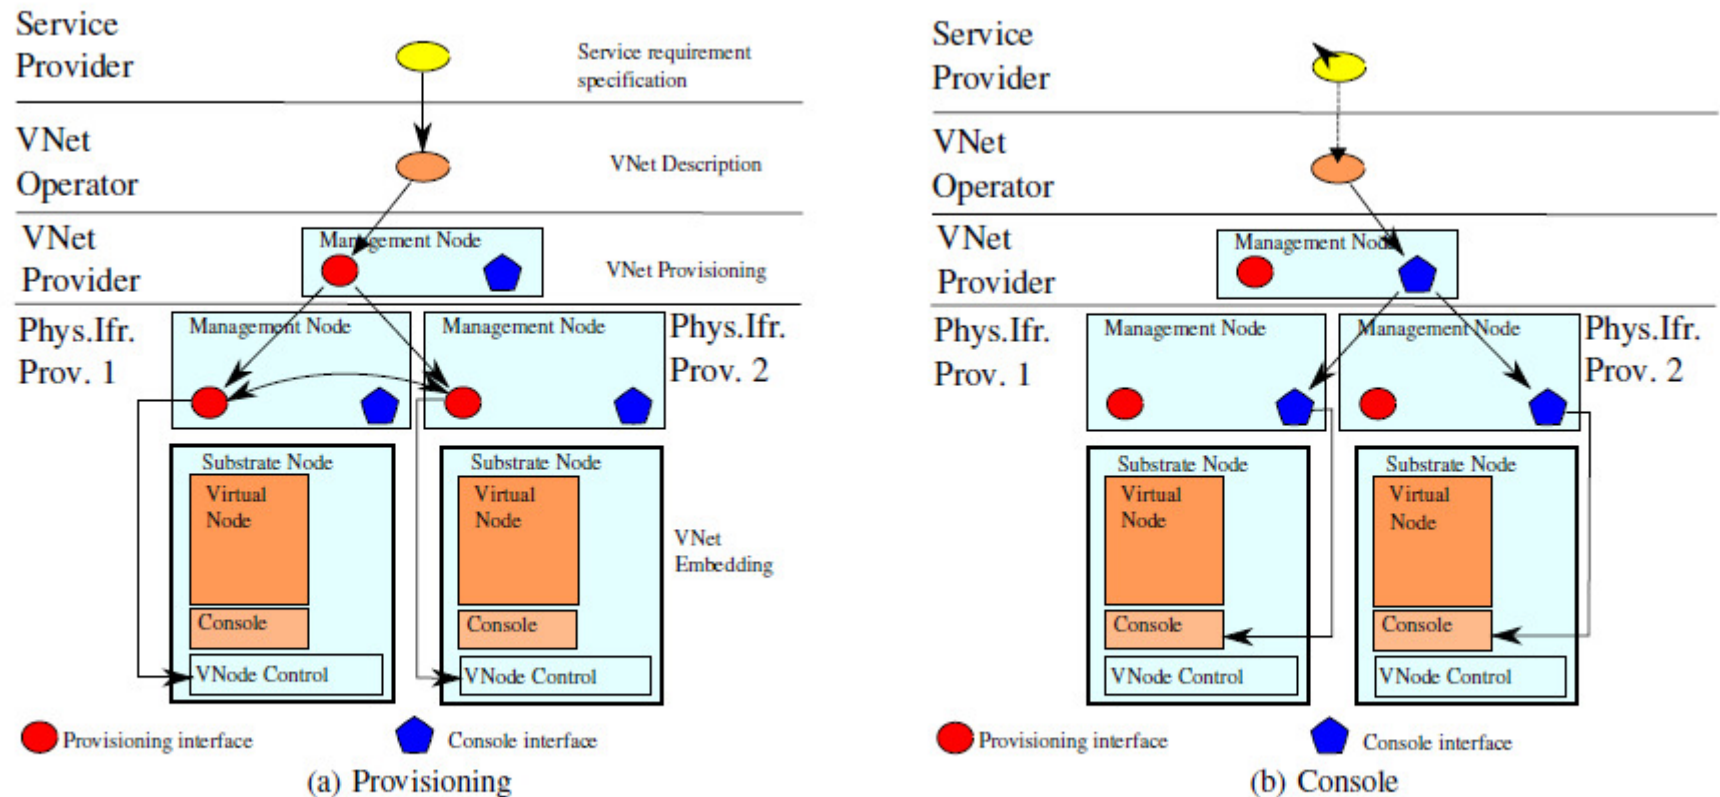 Service
Provider
Service requirement
specification
VNet
Operator
VNet Description
VNet
Provider
Management Node
VNet Provisioning
Phys.Ifr.
Prov. 1
Management Node
Management Node
Phys.Ifr.
Prov. 2
Substrate Node
Virtual
Node
Console
VNode Control
Substrate Node
Virtual
Node
Console
VNode Control
VNet
Embedding
Provisioning interface
Console interface
(a) Provisioning
Service
Provider
VNet
Operator
VNet
Provider
Management Node
Phys.Ifr.
Prov. 1
Management Node
Management Node
Phys.Ifr.
Prov. 2
Substrate Node
Virtual
Node
Console
VNode Control
Substrate Node
Virtual
Node
Console
VNode Control
Provisioning interface
Console interface
(b) Console